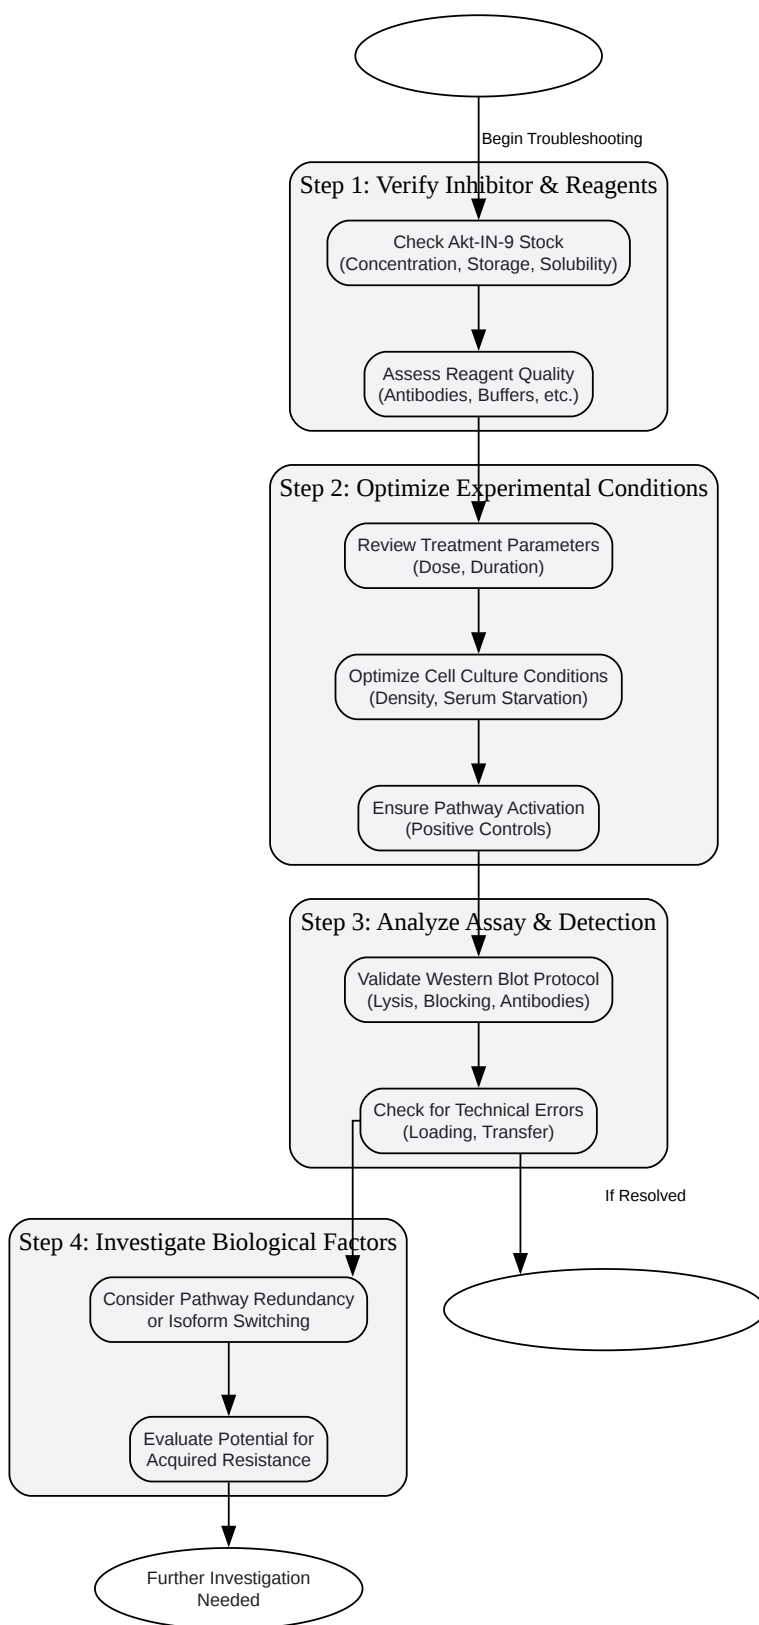 Begin Troubleshooting
Step 1: Verify Inhibitor & Reagents
Check Akt-IN-9 Stock
(Concentration, Storage, Solubility)
Assess Reagent Quality
(Antibodies, Buffers, etc.)
Step 2: Optimize Experimental Conditions
Review Treatment Parameters
(Dose, Duration)
Optimize Cell Culture Conditions
(Density, Serum Starvation)
Ensure Pathway Activation
(Positive Controls)
Step 3: Analyze Assay & Detection
Validate Western Blot Protocol
(Lysis, Blocking, Antibodies)
Check for Technical Errors
(Loading, Transfer)
If Resolved
Step 4: Investigate Biological Factors
Consider Pathway Redundancy
or Isoform Switching
Evaluate Potential for
Acquired Resistance
Further Investigation
Needed